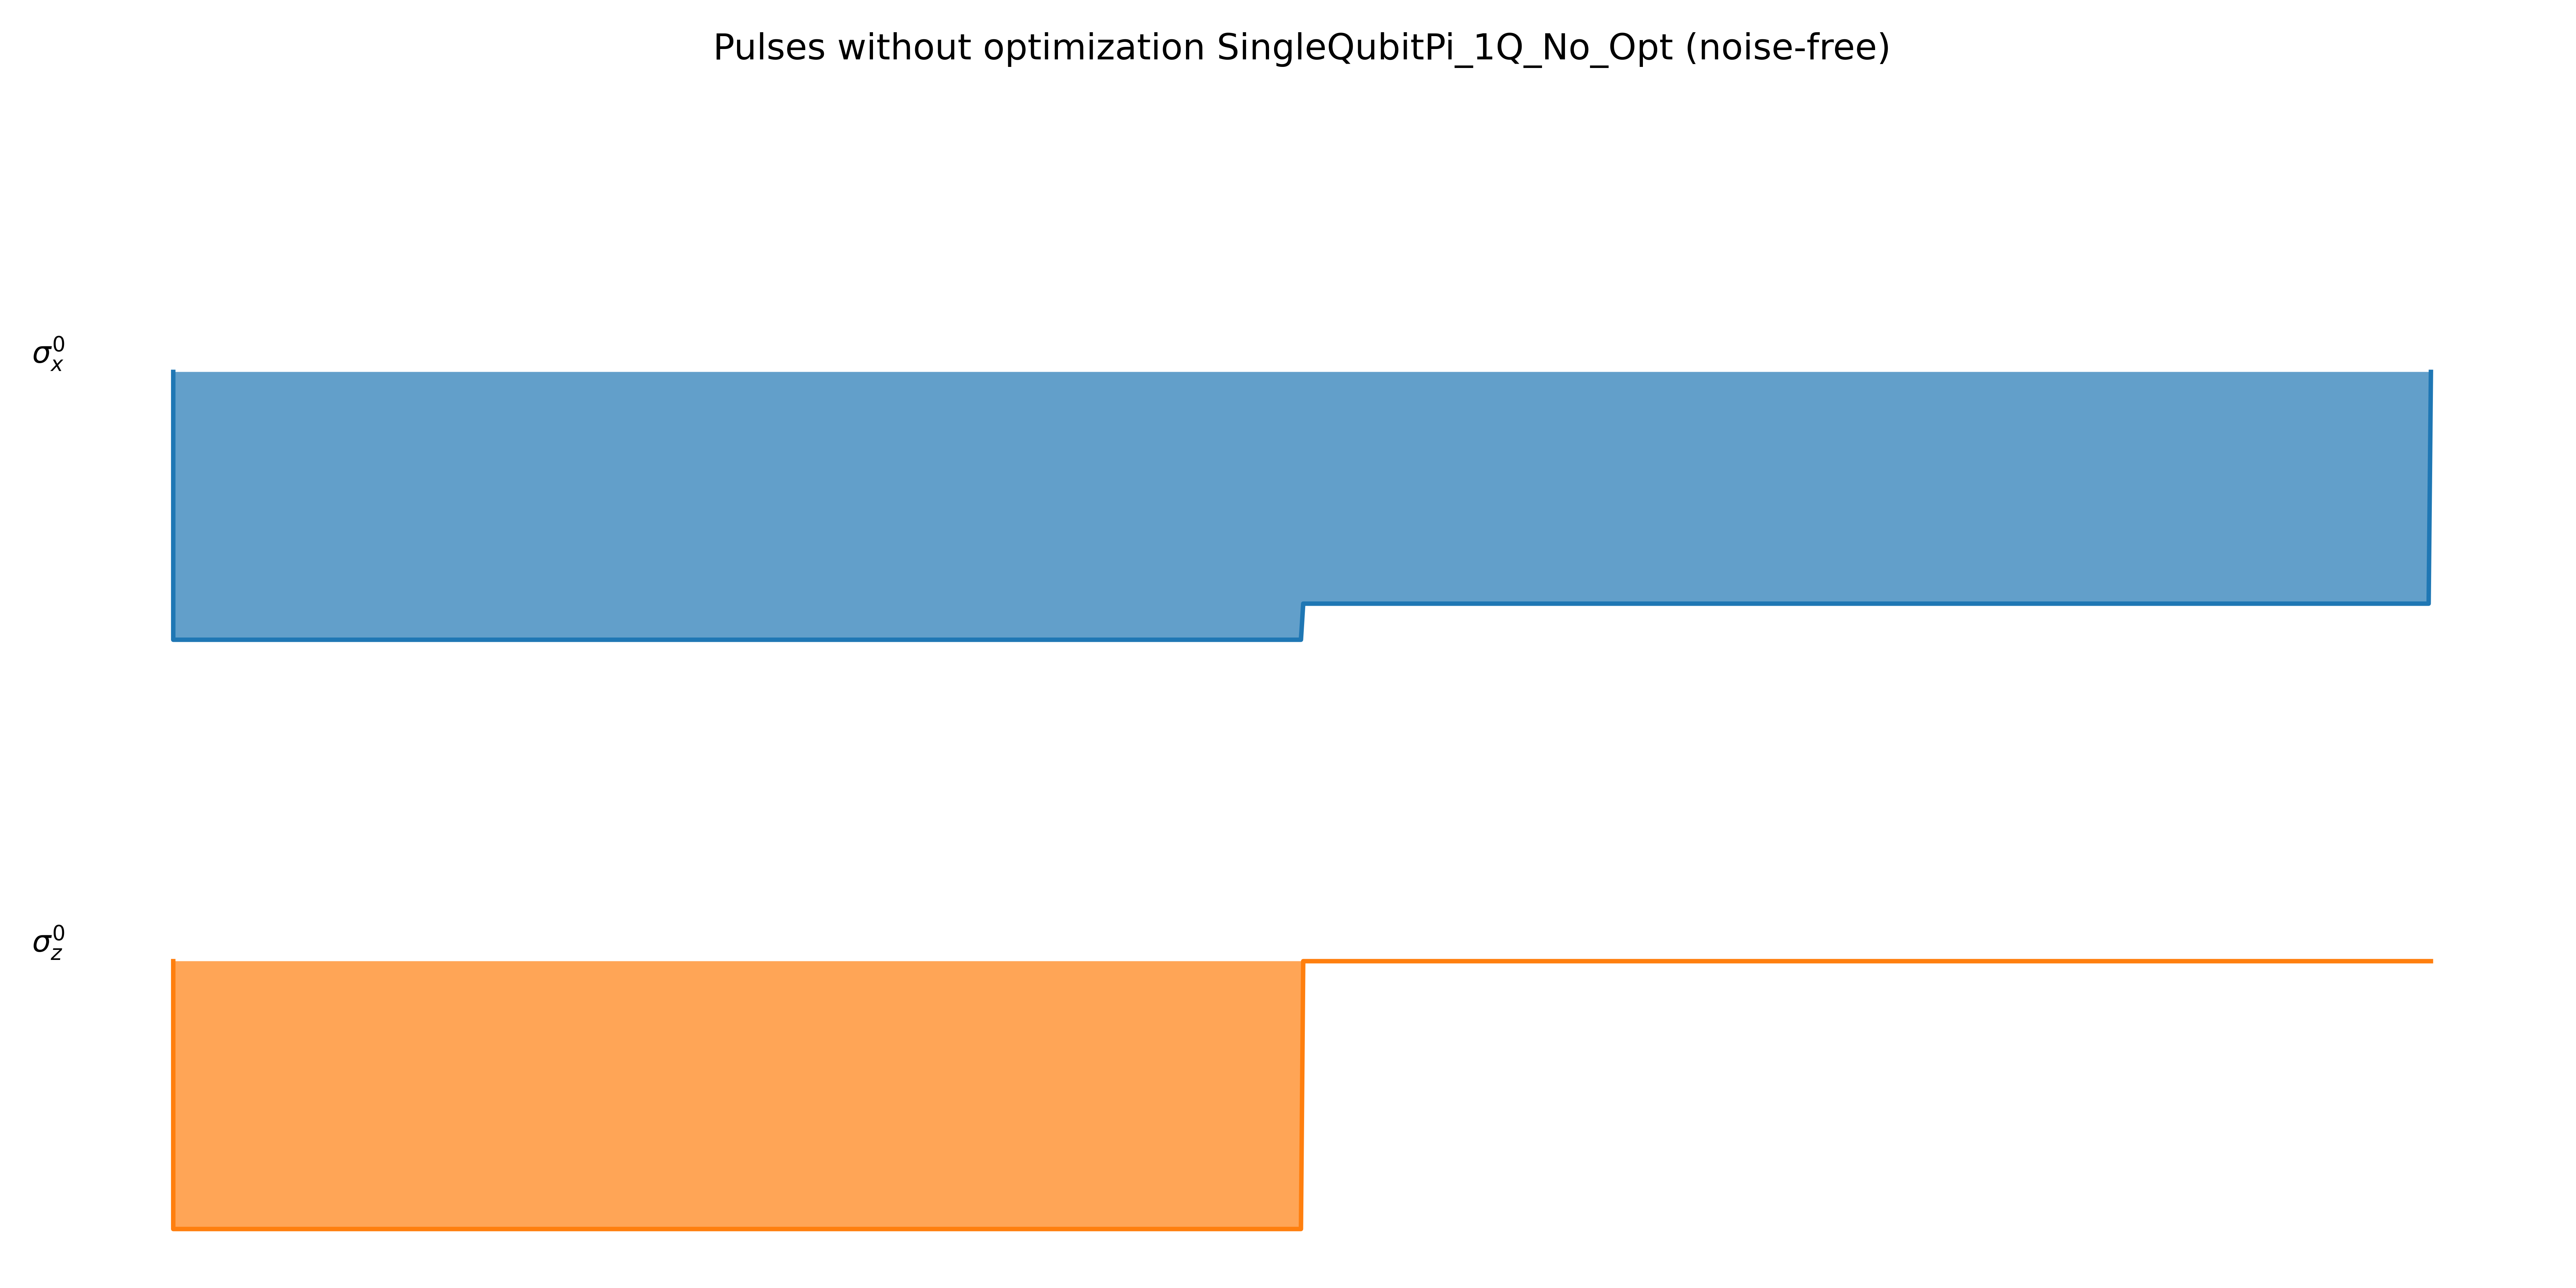 Pulses without optimization SingleQubitPi_1Q_No_Opt (noise-free)
σ_x^0
σ_z^0